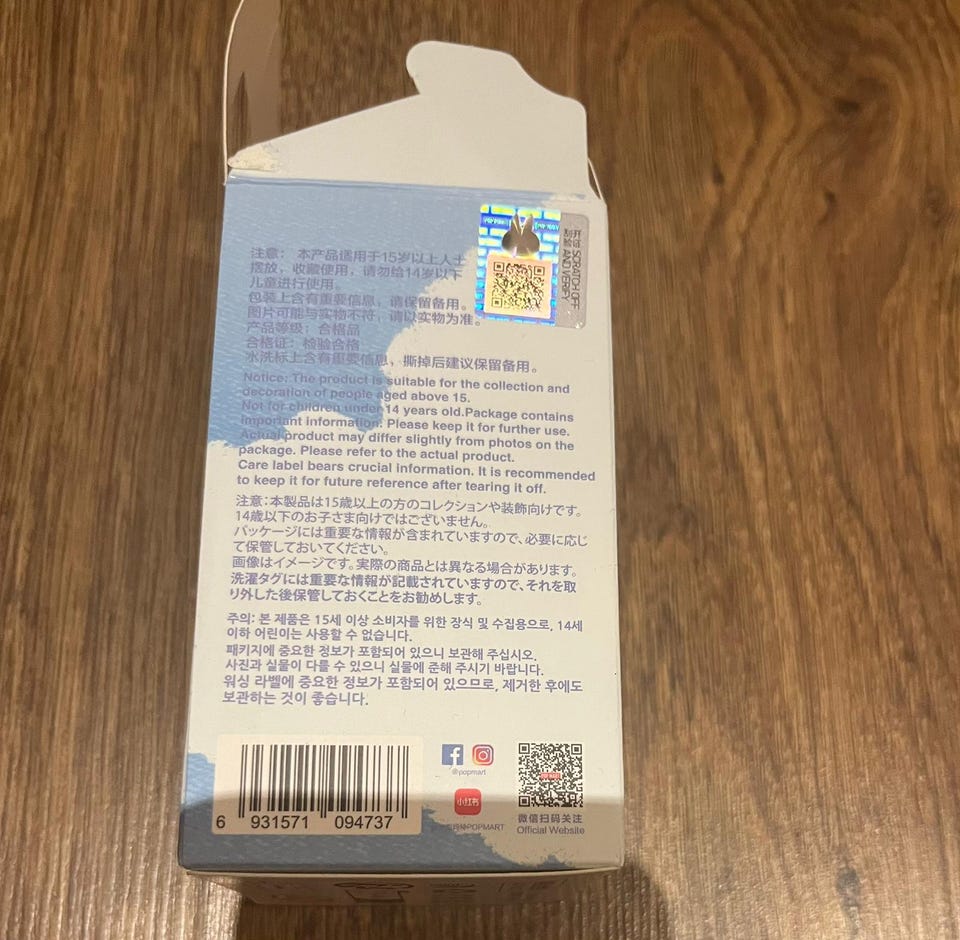 POP MART
POP MART
刮开
验证
SCRATCH OFF
AND VERIFY
注意： 本产品适用于15岁以上人士
摆放，收藏使用，请勿给14岁以下
儿童进行使用。
包装上含有重要信息，请保留备用。
图片可能与实物不符，请以实物为准。
产品等级：合格品
合格证：检验合格
水洗标上含有重要信息，撕掉后建议保留备用。
Notice: The product is suitable for the collection and
decoration of people aged above 15.
Not for children under 14 years old.Package contains
important information. Please keep it for further use.
Actual product may differ slightly from photos on the
package. Please refer to the actual product.
Care label bears crucial information. It is recommended
to keep it for future reference after tearing it off.
注意:本製品は15歳以上の方のコレクションや装飾向けです。
14歳以下のお子さま向けではございません。
パッケージには重要な情報が含まれていますので、必要に応じ
て保管しておいてください。
画像はイメージです。実際の商品とは異なる場合があります。
洗濯タグには重要な情報が記載されていますので、それを取
り外した後保管しておくことをお勧めします。
주의: 본 제품은 15세 이상 소비자를 위한 장식 및 수집용으로, 14세
이하 어린이는 사용할 수 없습니다.
패키지에 중요한 정보가 포함되어 있으니 보관해 주십시오.
사진과 실물이 다를 수 있으니 실물에 준해 주시기 바랍니다.
워싱 라벨에 중요한 정보가 포함되어 있으므로, 제거한 후에도
보관하는 것이 좋습니다.
@popmart
小红书
POPMART
POP MART
微信扫码关注
Official Website
6 931571 094737